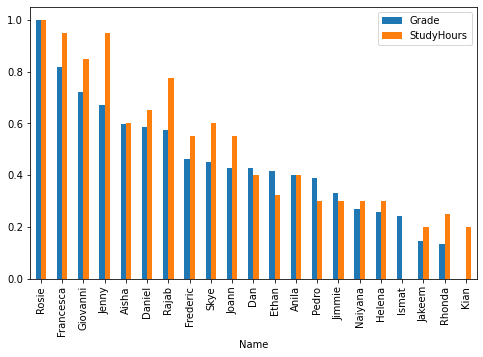 Grade
StudyHours
1.0
0.8
0.6
0.4
0.2
0.0
Rosie
Francesca
Giovanni
Jenny
Aisha
Daniel
Rajab
Frederic
Skye
Joann
Dan
Ethan
Anila
Pedro
Jimmie
Naiyana
Helena
Ismat
Jakeem
Rhonda
Kian
Name